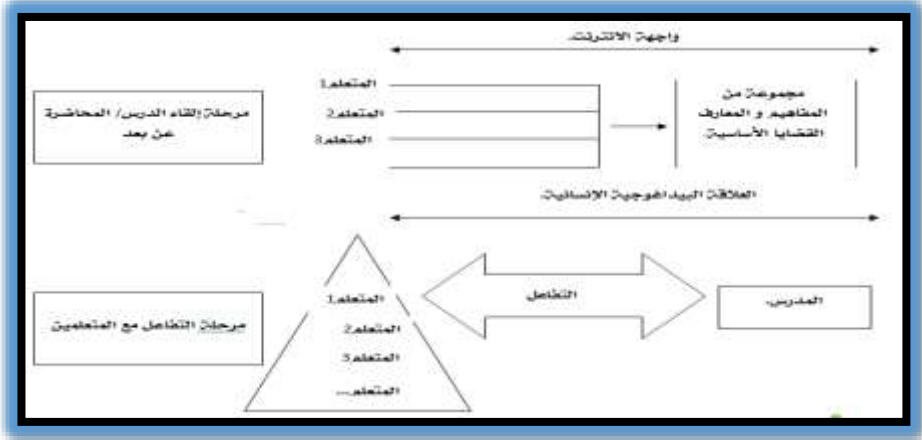 واجهة الانترنت.
المتعلم1
المتعلم2
المتعلم3
مجموعة من
المفاهيم و المعارف
القضايا الأساسية.
مرحلة إلقاء الدرس/ المحاضرة
عن بعد
العلاقة البيداغوجية الإنسانية.
المتعلم1
المتعلم2
المتعلم3
المتعلم...
التفاعل
المدرس.
مرحلة التفاعل مع المتعلمين